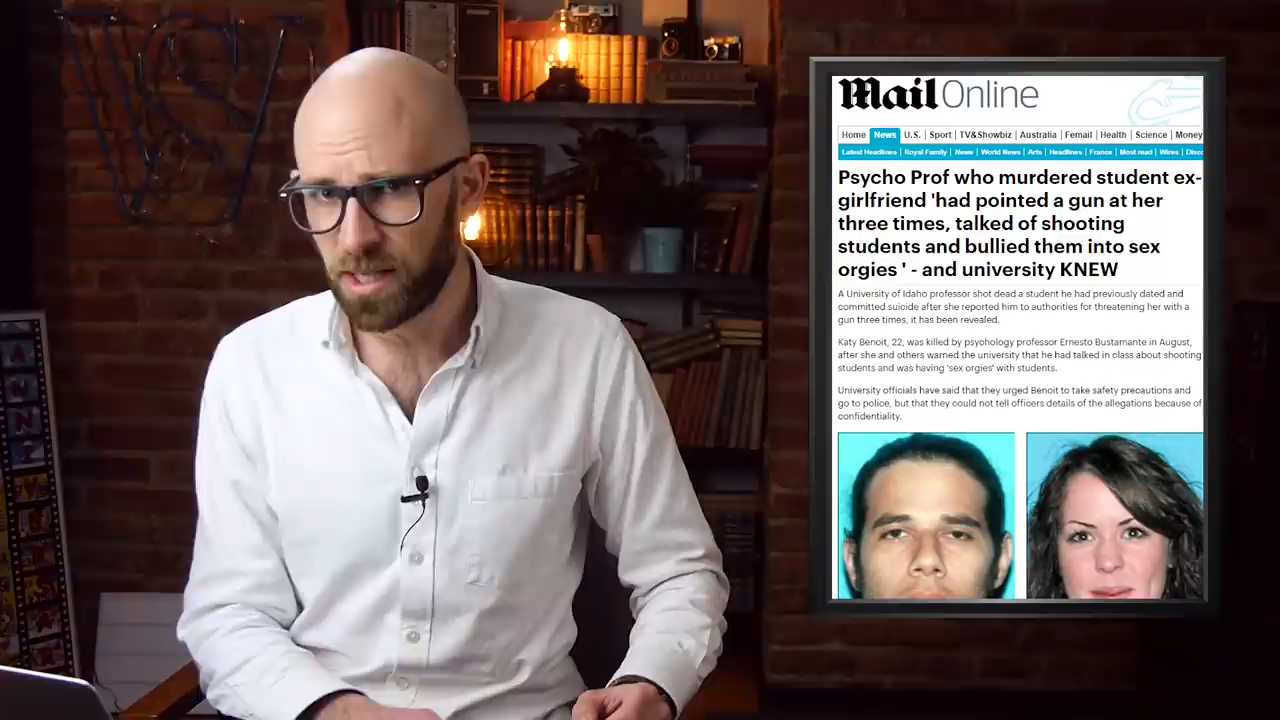 Mail Online
Home News U.S. Sport TV&Showbiz Australia Femail Health Science Money
Latest Headlines Royal Family News World News Arts Headlines France Most read Wires
Psycho Prof who murdered student ex-
girlfriend 'had pointed a gun at her
three times, talked of shooting
students and bullied them into sex
orgies ' - and university KNEW
A University of Idaho professor shot dead a student he had previously dated and
committed suicide after she reported him to authorities for threatening her with a
gun three times, it has been revealed.
Katy Benoit, 22, was killed by psychology professor Ernesto Bustamante in August,
after she and others warned the university that he had talked in class about shooting
students and was having 'sex orgies' with students.
University officials have said that they urged Benoit to take safety precautions and
go to police, but that they could not tell officers details of the allegations because of
confidentiality.